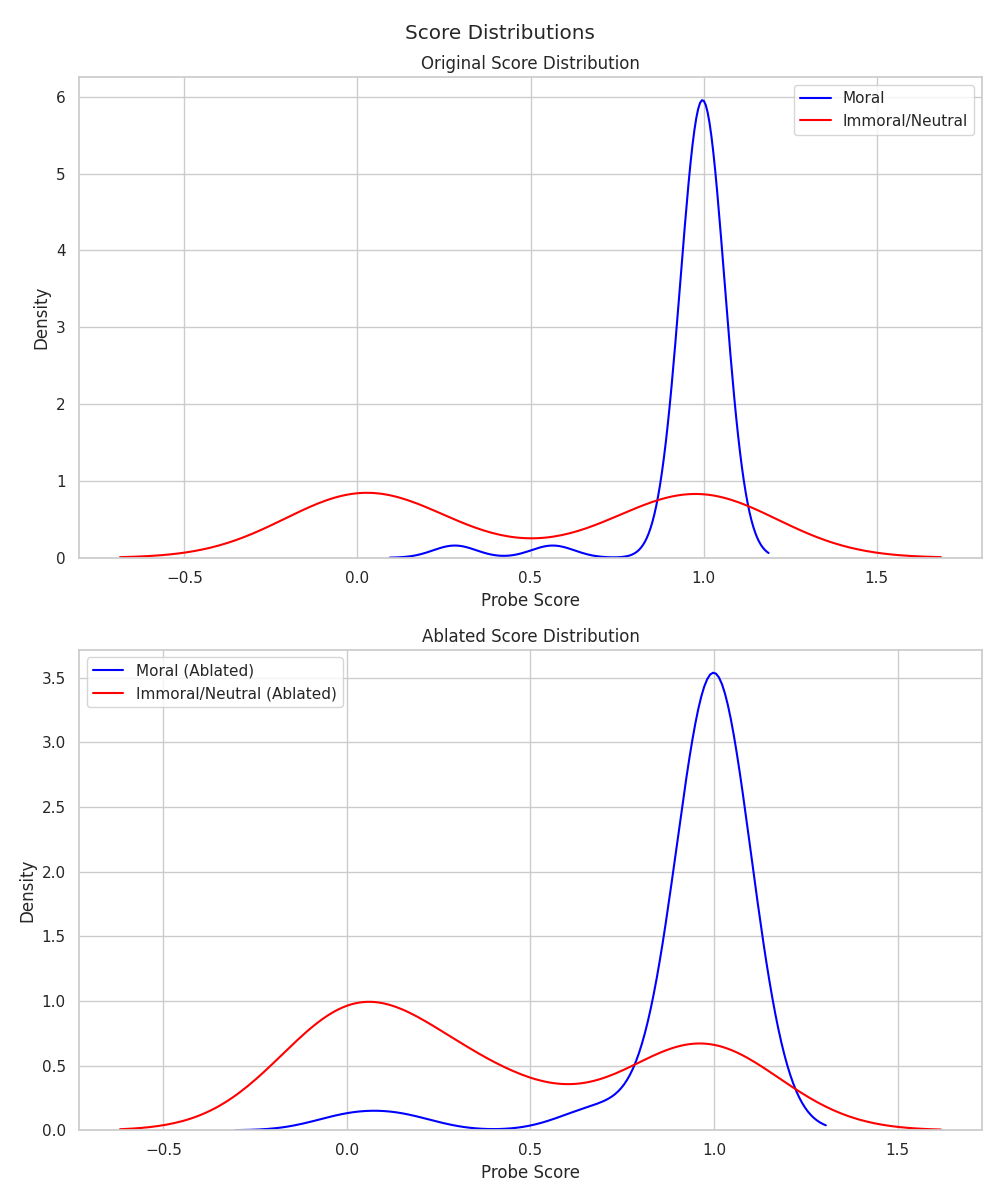 Score Distributions
Original Score Distribution
Moral
Immoral/Neutral
6
5
4
3
2
1
0
Density
−0.5
0.0
0.5
1.0
1.5
Probe Score
Ablated Score Distribution
Moral (Ablated)
Immoral/Neutral (Ablated)
3.5
3.0
2.5
2.0
1.5
1.0
0.5
0.0
Density
−0.5
0.0
0.5
1.0
1.5
Probe Score